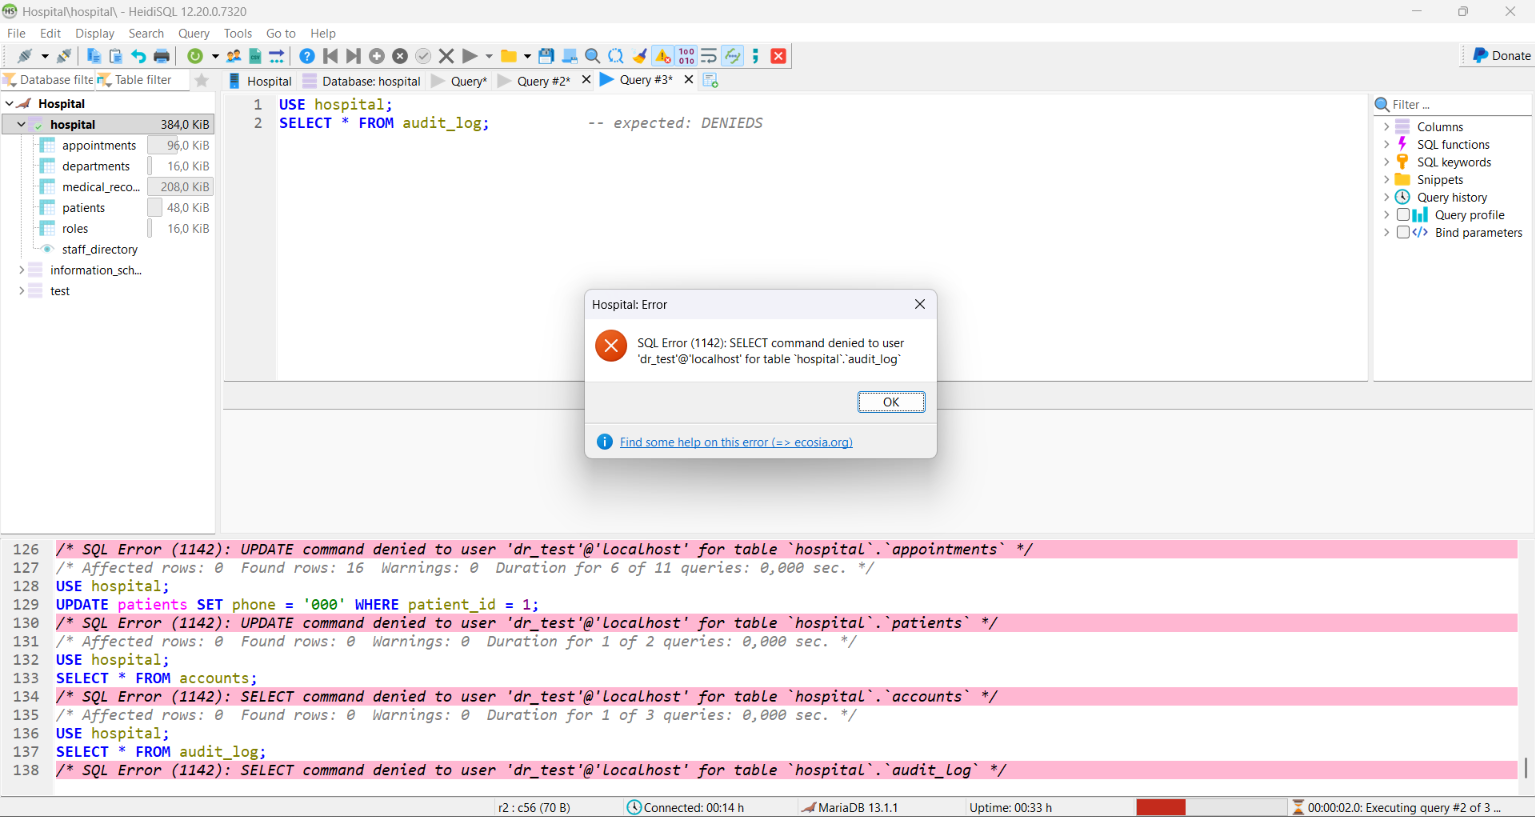 Hospital\hospital\ - HeidiSQL 12.20.0.7320
File Edit Display Search Query Tools Go to Help
Donate
Database filte Table filter
Hospital Database: hospital Query* Query #2* Query #3*
Hospital
hospital 384,0 KiB
appointments 96,0 KiB
departments 16,0 KiB
medical_reco... 208,0 KiB
patients 48,0 KiB
roles 16,0 KiB
staff_directory
information_sch...
test
1 USE hospital;
2 SELECT * FROM audit_log; -- expected: DENIEDS
Filter ...
Columns
SQL functions
SQL keywords
Snippets
Query history
Query profile
Bind parameters
Hospital: Error
SQL Error (1142): SELECT command denied to user
'dr_test'@'localhost' for table `hospital`.`audit_log`
OK
Find some help on this error (=> ecosia.org)
126 /* SQL Error (1142): UPDATE command denied to user 'dr_test'@'localhost' for table `hospital`.`appointments` */
127 /* Affected rows: 0 Found rows: 16 Warnings: 0 Duration for 6 of 11 queries: 0,000 sec. */
128 USE hospital;
129 UPDATE patients SET phone = '000' WHERE patient_id = 1;
130 /* SQL Error (1142): UPDATE command denied to user 'dr_test'@'localhost' for table `hospital`.`patients` */
131 /* Affected rows: 0 Found rows: 0 Warnings: 0 Duration for 1 of 2 queries: 0,000 sec. */
132 USE hospital;
133 SELECT * FROM accounts;
134 /* SQL Error (1142): SELECT command denied to user 'dr_test'@'localhost' for table `hospital`.`accounts` */
135 /* Affected rows: 0 Found rows: 0 Warnings: 0 Duration for 1 of 3 queries: 0,000 sec. */
136 USE hospital;
137 SELECT * FROM audit_log;
138 /* SQL Error (1142): SELECT command denied to user 'dr_test'@'localhost' for table `hospital`.`audit_log` */
r2 : c56 (70 B) Connected: 00:14 h MariaDB 13.1.1 Uptime: 00:33 h 00:00:02.0: Executing query #2 of 3 ...